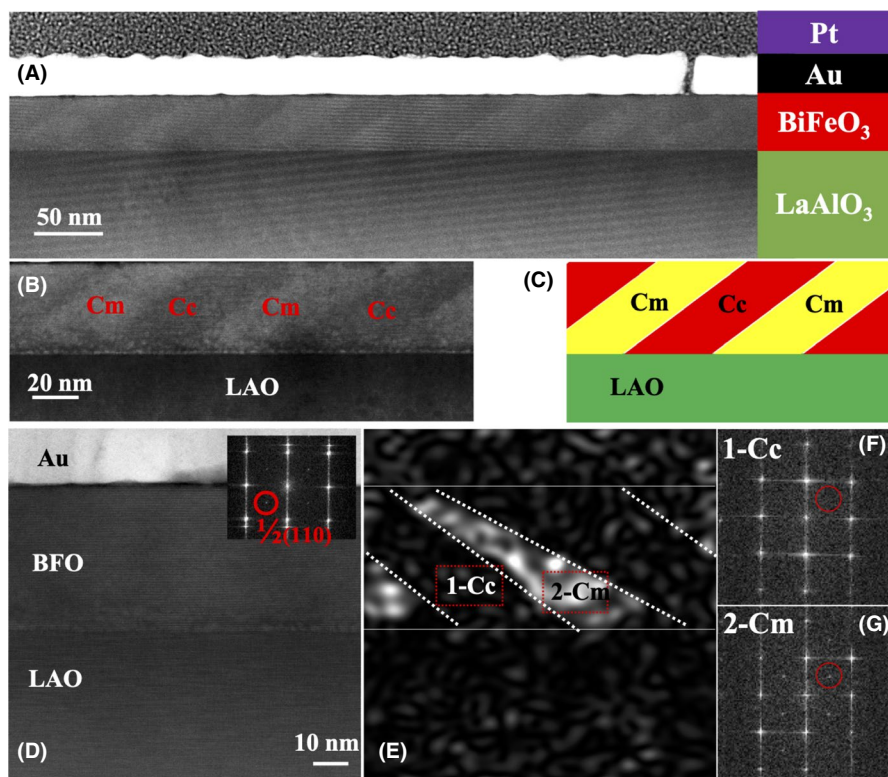 (A)
50 nm
Pt
Au
BiFeO₃
LaAlO₃
(B)
Cm
Cc
Cm
Cc
20 nm
LAO
(C)
Cm
Cc
Cm
LAO
Au
½(110)
BFO
LAO
(D)
10 nm
1-Cc
2-Cm
(E)
1-Cc
(F)
2-Cm
(G)